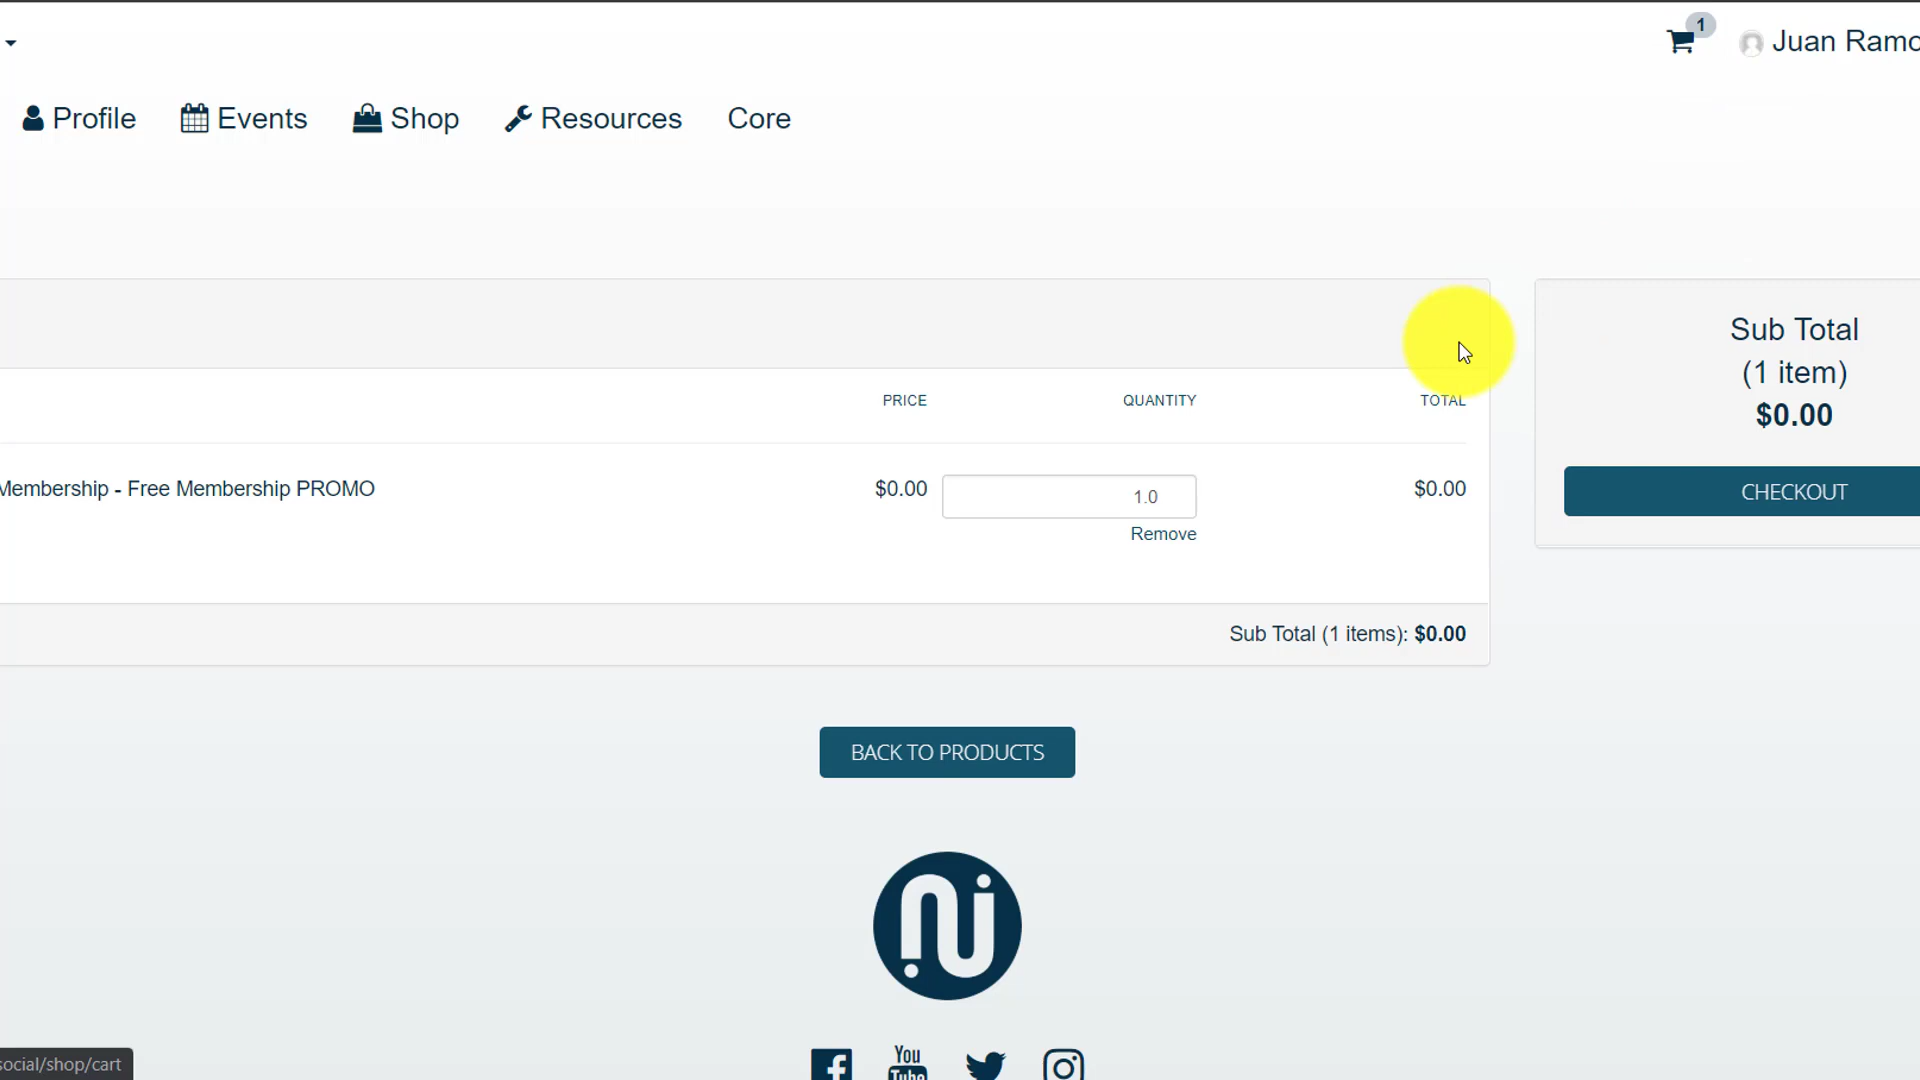 1
Juan Ramo
Profile
Events
Shop
Resources
Core
PRICE
QUANTITY
TOTAL
Membership - Free Membership PROMO
$0.00
1.0
$0.00
Remove
Sub Total (1 items): $0.00
Sub Total
(1 item)
$0.00
CHECKOUT
BACK TO PRODUCTS
You
Tube
social/shop/cart